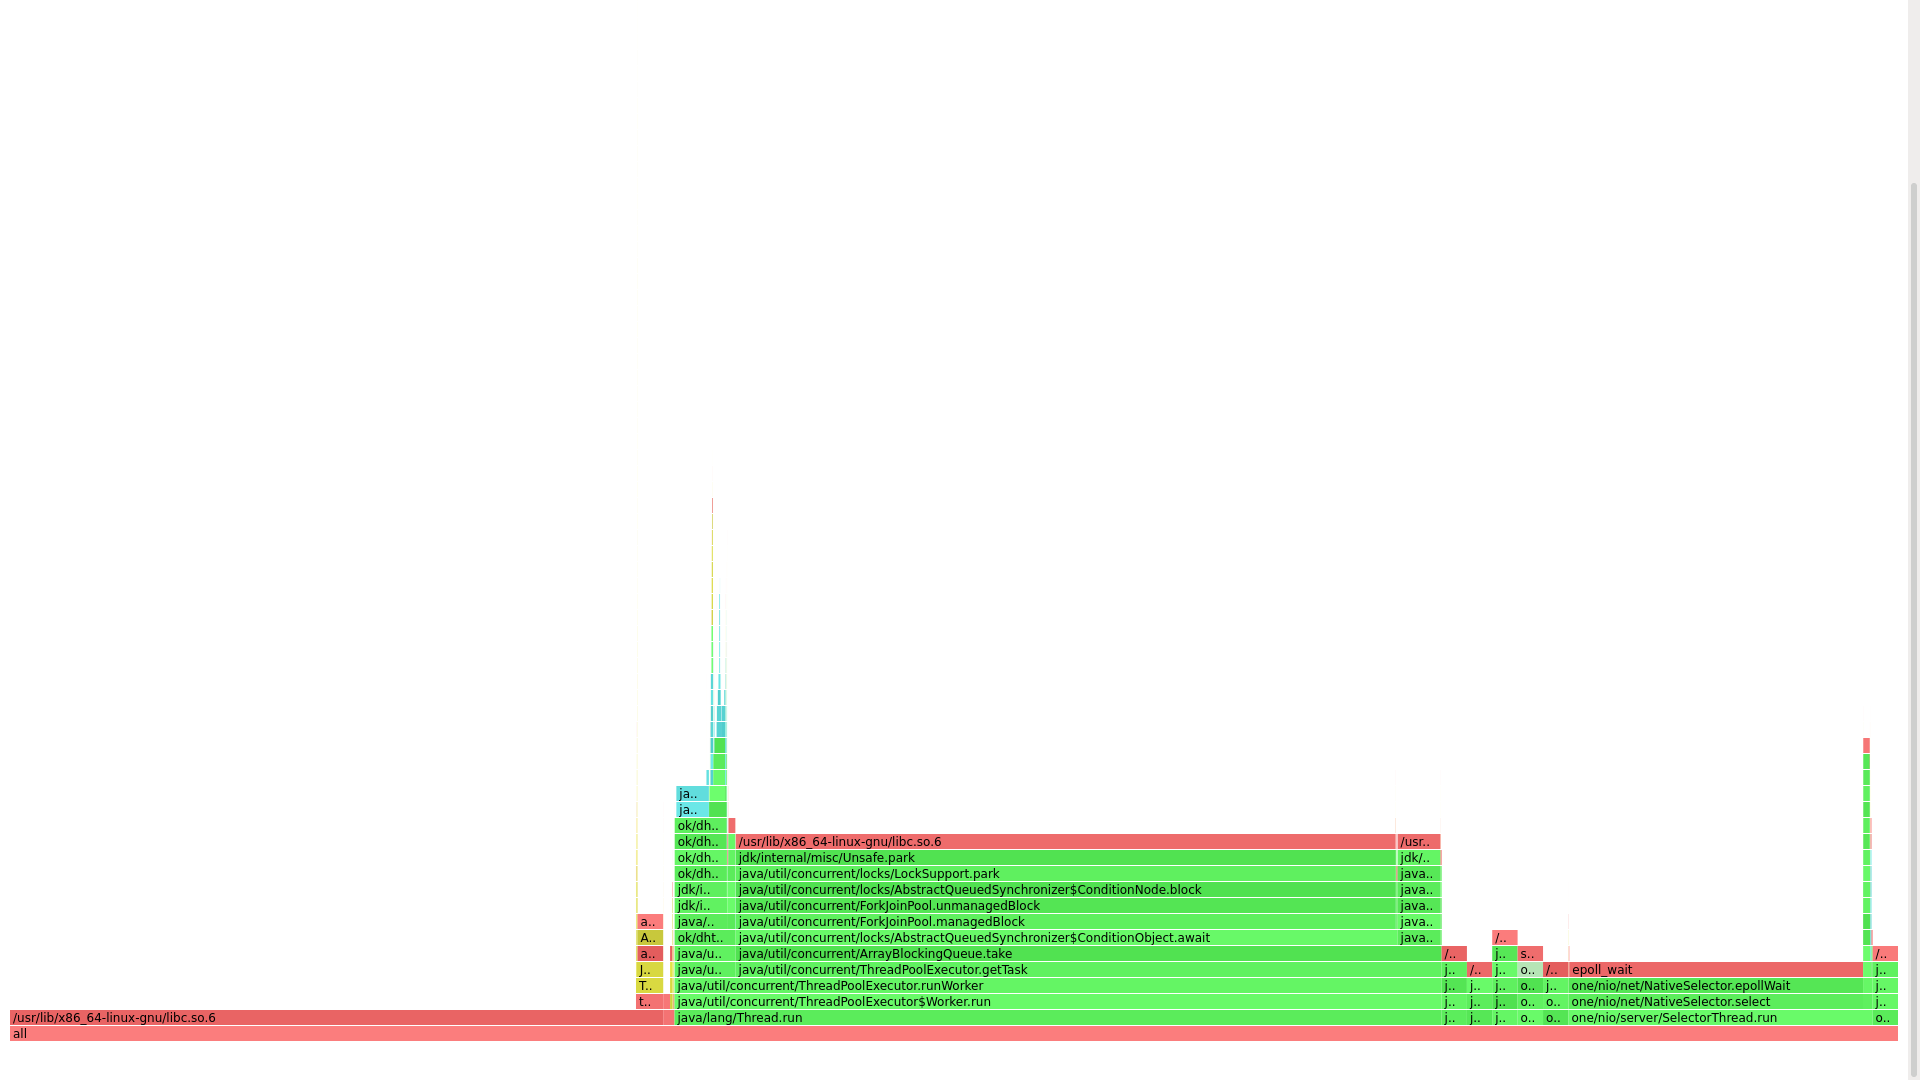 ja..
ja..
ok/dh..
ok/dh.. /usr/lib/x86_64-linux-gnu/libc.so.6 /usr..
ok/dh.. jdk/internal/misc/Unsafe.park jdk/..
ok/dh.. java/util/concurrent/locks/LockSupport.park java..
jdk/i.. java/util/concurrent/locks/AbstractQueuedSynchronizer$ConditionNode.block java..
jdk/i.. java/util/concurrent/ForkJoinPool.unmanagedBlock java..
a.. java/.. java/util/concurrent/ForkJoinPool.managedBlock java..
A.. ok/dht.. java/util/concurrent/locks/AbstractQueuedSynchronizer$ConditionObject.await java.. /..
a.. java/u.. java/util/concurrent/ArrayBlockingQueue.take /.. j.. s.. /..
J.. java/u.. java/util/concurrent/ThreadPoolExecutor.getTask j.. /.. j.. o.. /.. epoll_wait j..
T.. java/util/concurrent/ThreadPoolExecutor.runWorker j.. j.. j.. o.. j.. one/nio/net/NativeSelector.epollWait j..
t.. java/util/concurrent/ThreadPoolExecutor$Worker.run j.. j.. j.. o.. o.. one/nio/net/NativeSelector.select j..
/usr/lib/x86_64-linux-gnu/libc.so.6 java/lang/Thread.run j.. j.. j.. o.. o.. one/nio/server/SelectorThread.run o..
all